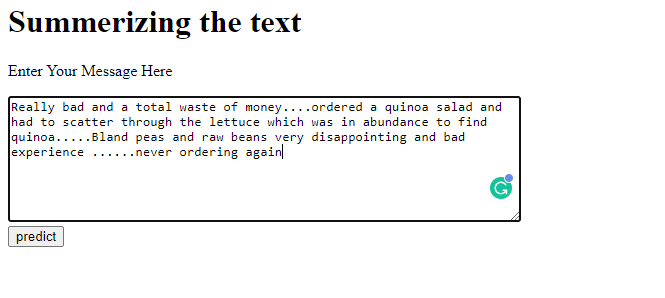 Summerizing the text
Enter Your Message Here
Really bad and a total waste of money....ordered a quinoa salad and
had to scatter through the lettuce which was in abundance to find
quinoa.....Bland peas and raw beans very disappointing and bad
experience ......never ordering again
predict